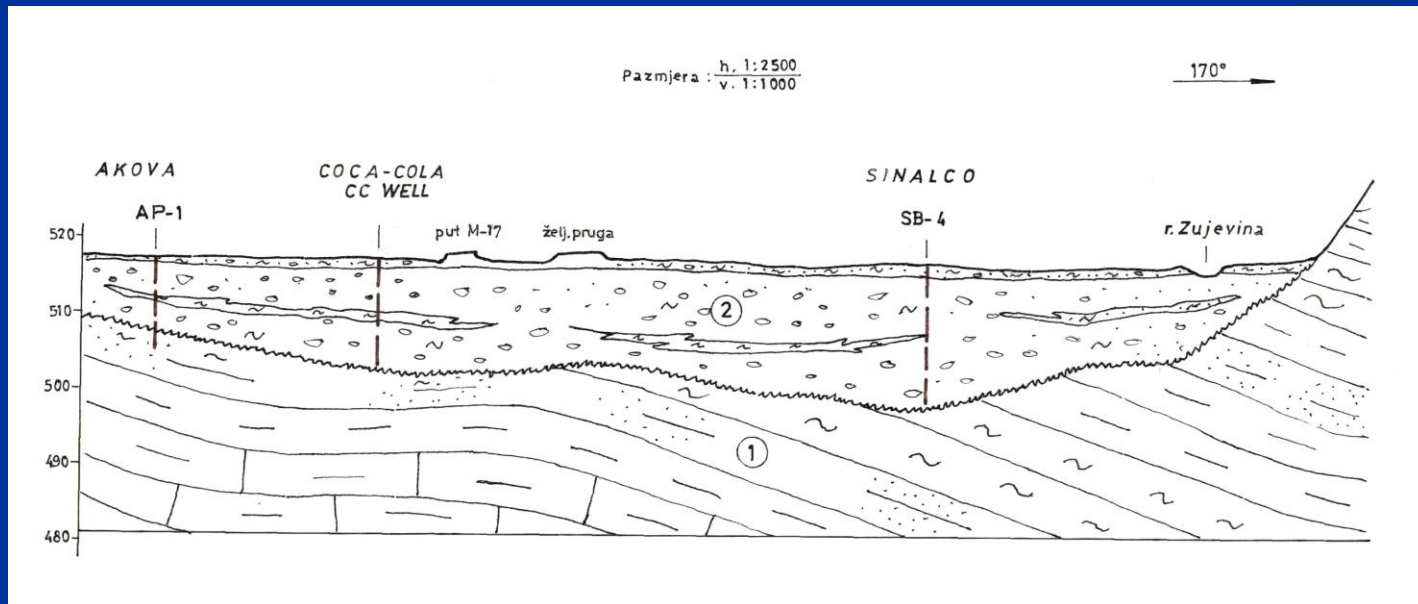 Pazmjera : h. 1:2500
v. 1:1000
170°
AKOVA
AP-1
COCA-COLA
CC WELL
put M-17
želj.pruga
SINALCO
SB-4
r.Zujevina
520
510
500
490
480
2
1